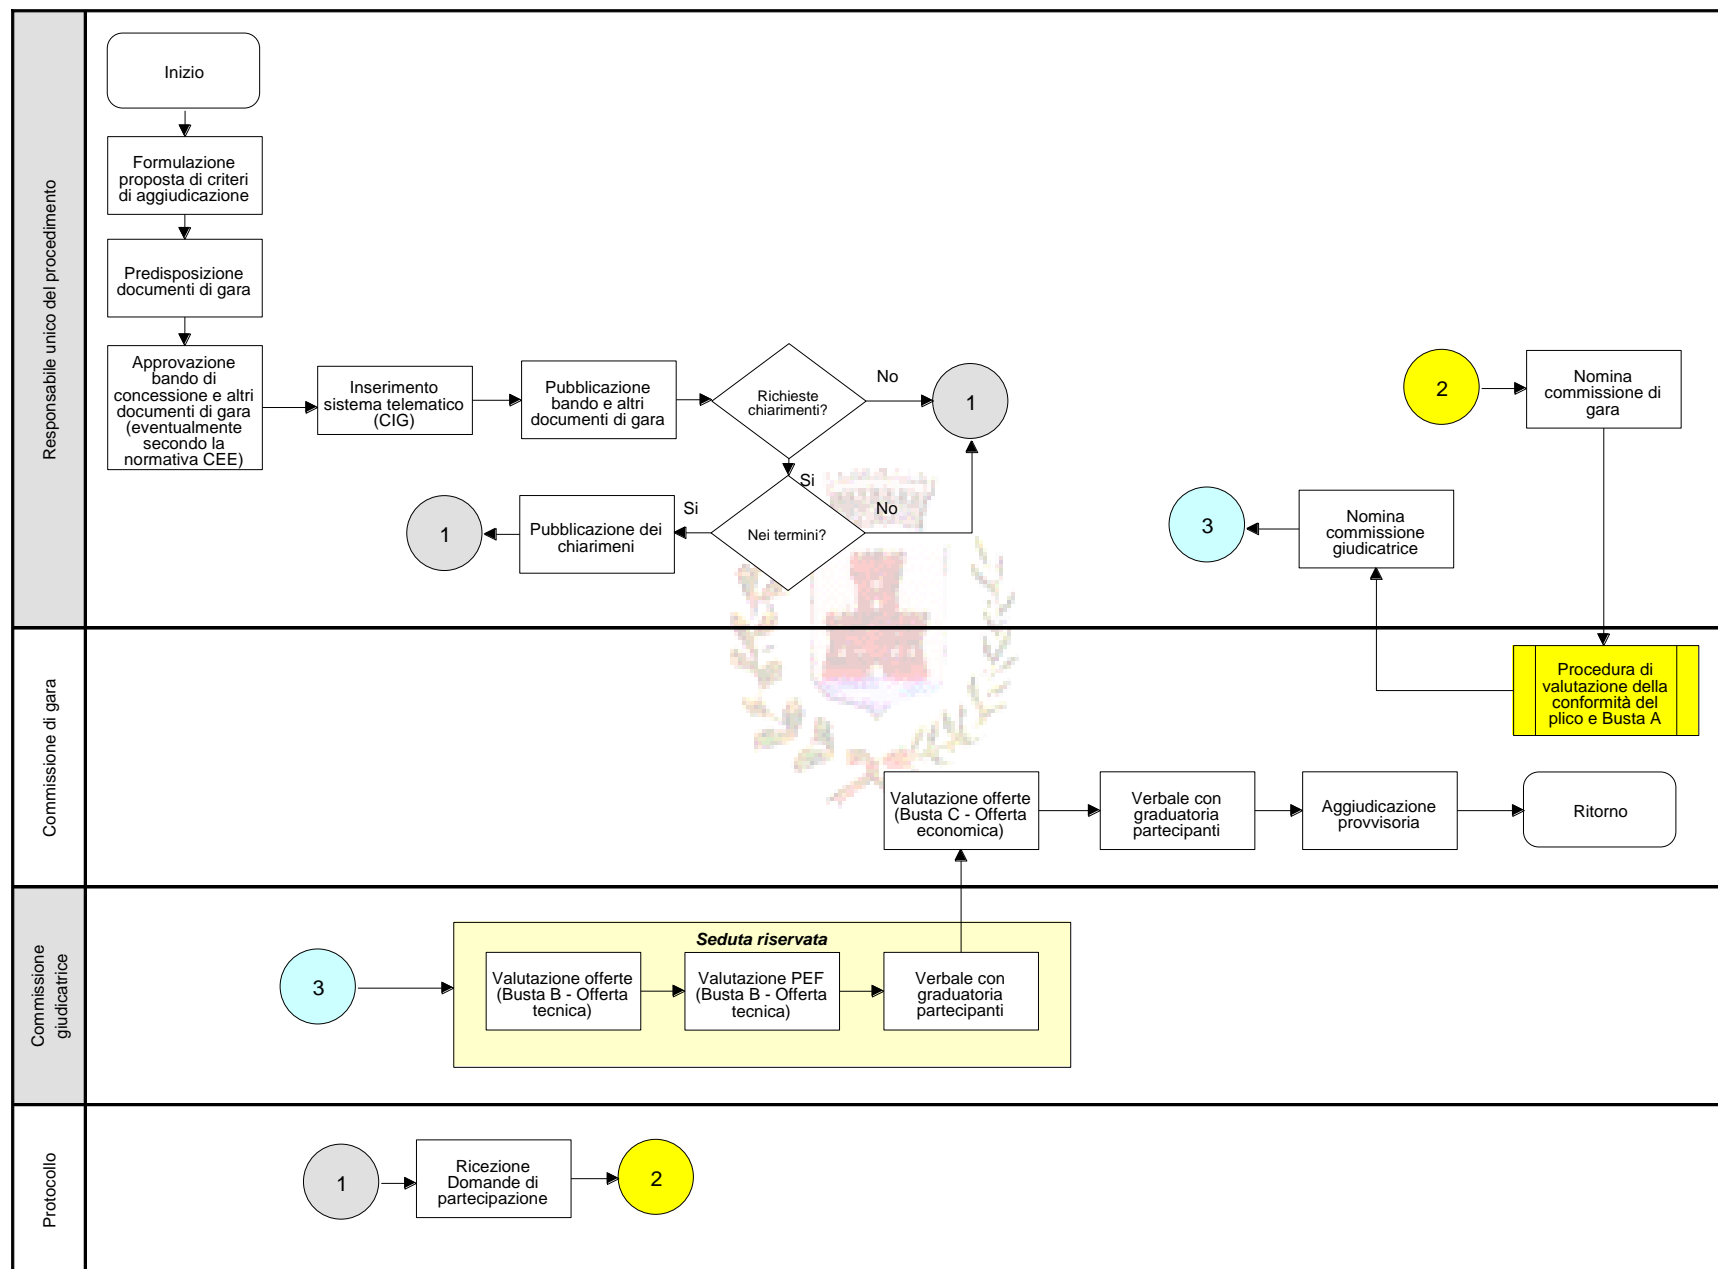 Responsabile unico del procedimento
Inizio
Formulazione
proposta di criteri
di aggiudicazione
Predisposizione
documenti di gara
Approvazione
bando di
concessione e altri
documenti di gara
(eventualmente
secondo la
normativa CEE)
Inserimento
sistema telematico
(CIG)
Pubblicazione
bando e altri
documenti di gara
Richieste
chiarimenti?
No
1
Si
Nei termini?
No
Si
Pubblicazione dei
chiarimeni
1
2
Nomina
commissione di
gara
Nomina
commissione
giudicatrice
3
Commissione di gara
Procedura di
valutazione della
conformità del
plico e Busta A
Valutazione offerte
(Busta C - Offerta
economica)
Verbale con
graduatoria
partecipanti
Aggiudicazione
provvisoria
Ritorno
Commissione
giudicatrice
3
Seduta riservata
Valutazione offerte
(Busta B - Offerta
tecnica)
Valutazione PEF
(Busta B - Offerta
tecnica)
Verbale con
graduatoria
partecipanti
Protocollo
1
Ricezione
Domande di
partecipazione
2